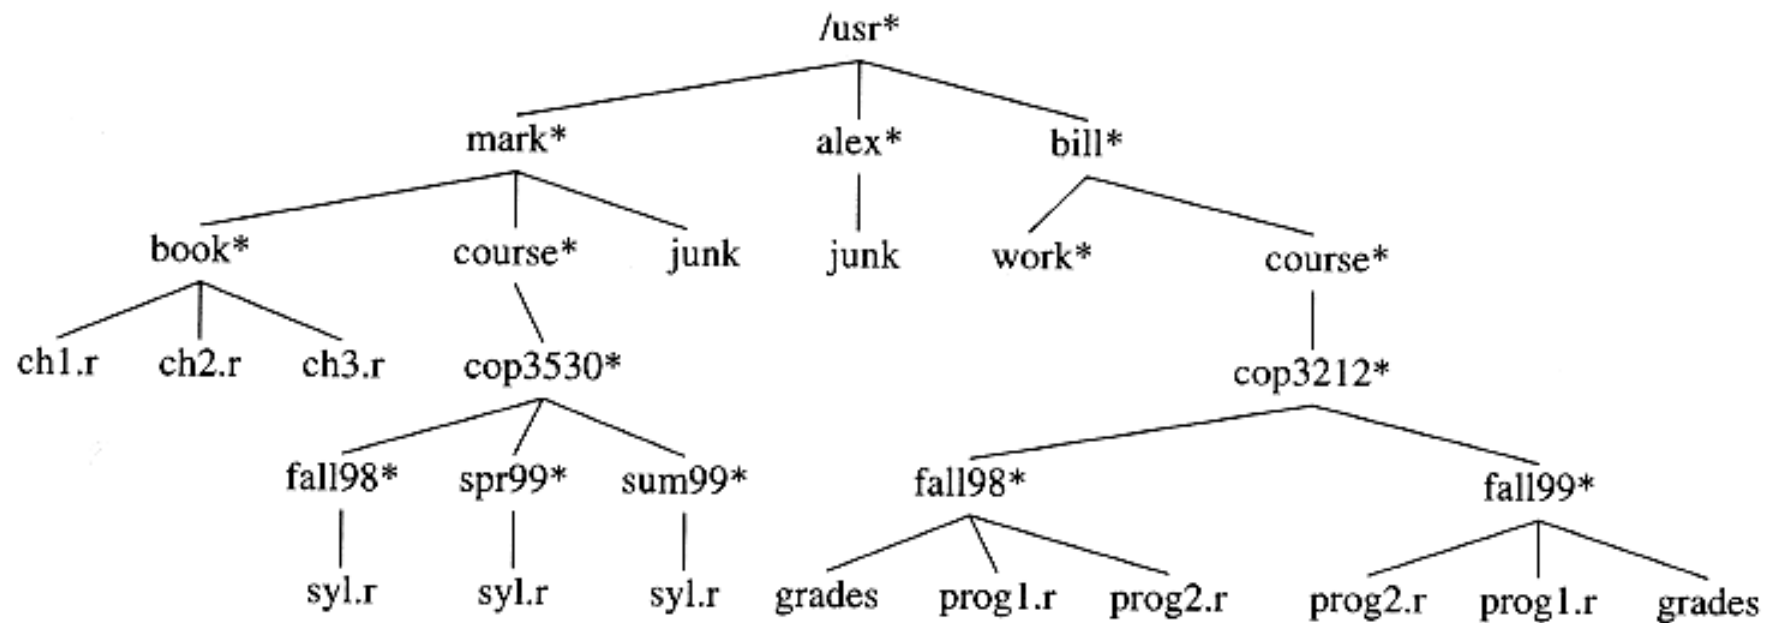 /usr*
mark* alex* bill*
book* course* junk junk work* course*
ch1.r ch2.r ch3.r cop3530* cop3212*
fall98* spr99* sum99* fall98* fall99*
syl.r syl.r syl.r grades prog1.r prog2.r prog2.r prog1.r grades